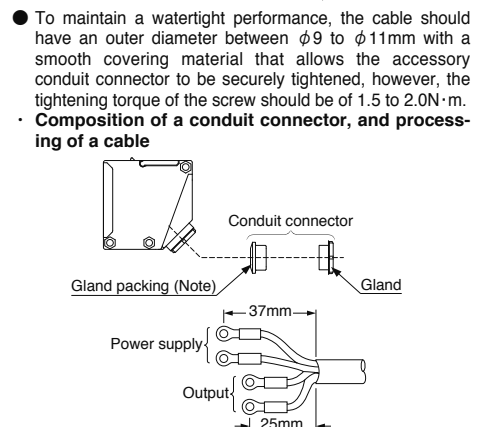 ● To maintain a watertight performance, the cable should
have an outer diameter between φ9 to φ11mm with a
smooth covering material that allows the accessory
conduit connector to be securely tightened, however, the
tightening torque of the screw should be of 1.5 to 2.0N·m.
· Composition of a conduit connector, and process-
ing of a cable
Conduit connector
Gland packing (Note)
Gland
37mm
Power supply
Output
25mm